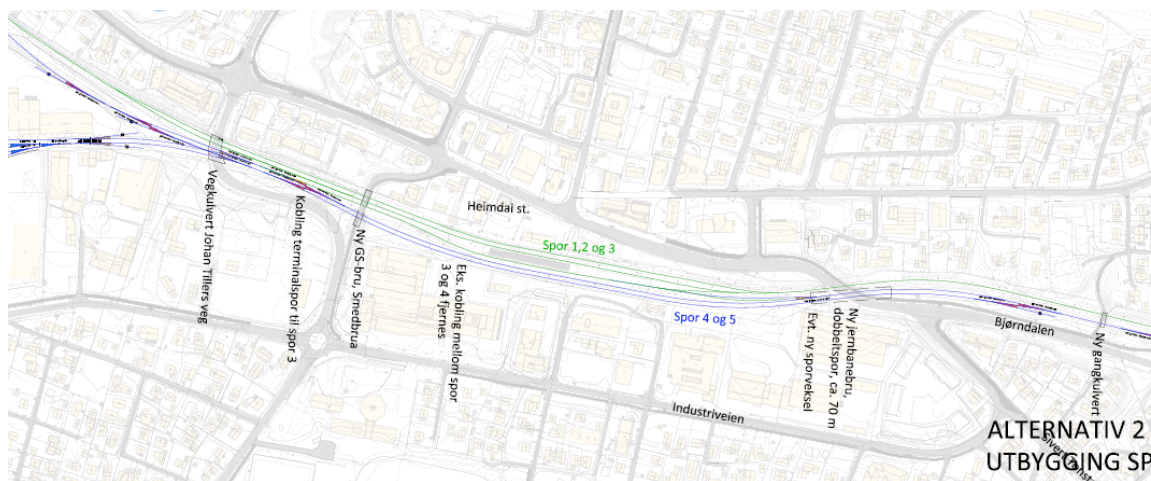 Heimdal st.
Spor 1,2 og 3
Spor 4 og 5
Vegkulvert Johan Tillers veg
Kobling terminalspor til spor 3
Ny GS-bru, Smedbrua
Eks. kobling mellom spor
3 og 4 fjernes
Evt. ny sporveksel
Ny jernbanebru,
dobbeltspor, ca. 70 m
Bjørndalen
Ny gangkulvert
Industriveien
ALTERNATIV 2
UTBYGGING SP